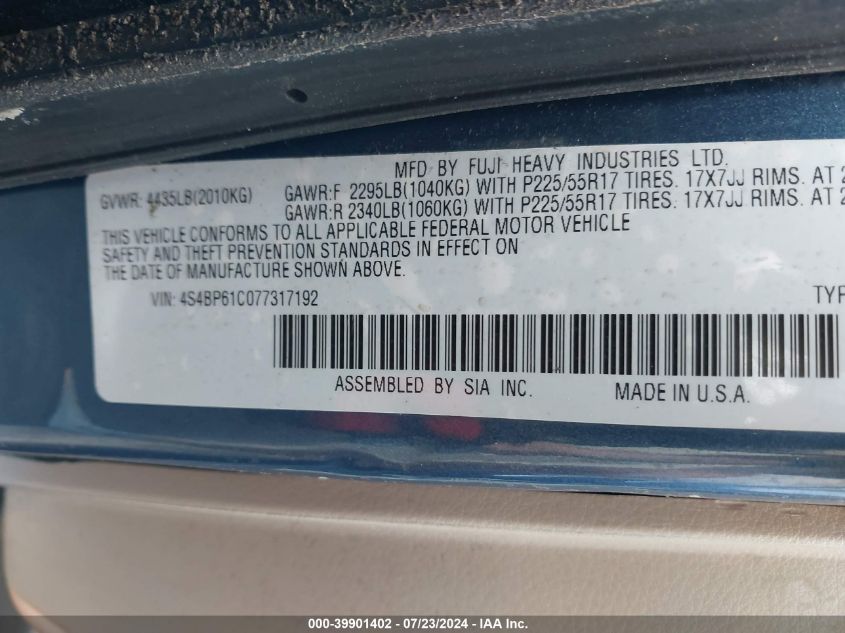 MFD BY FUJI HEAVY INDUSTRIES LTD.
GVWR: 4435LB(2010KG) GAWR:F 2295LB(1040KG) WITH P225/55R17 TIRES. 17X7JJ RIMS. AT 2
GAWR:R 2340LB(1060KG) WITH P225/55R17 TIRES. 17X7JJ RIMS. AT 2
THIS VEHICLE CONFORMS TO ALL APPLICABLE FEDERAL MOTOR VEHICLE
SAFETY AND THEFT PREVENTION STANDARDS IN EFFECT ON
THE DATE OF MANUFACTURE SHOWN ABOVE.
VIN: 4S4BP61C077317192 TYP
ASSEMBLED BY SIA INC. MADE IN U.S.A.
000-39901402 - 07/23/2024 - IAA Inc.